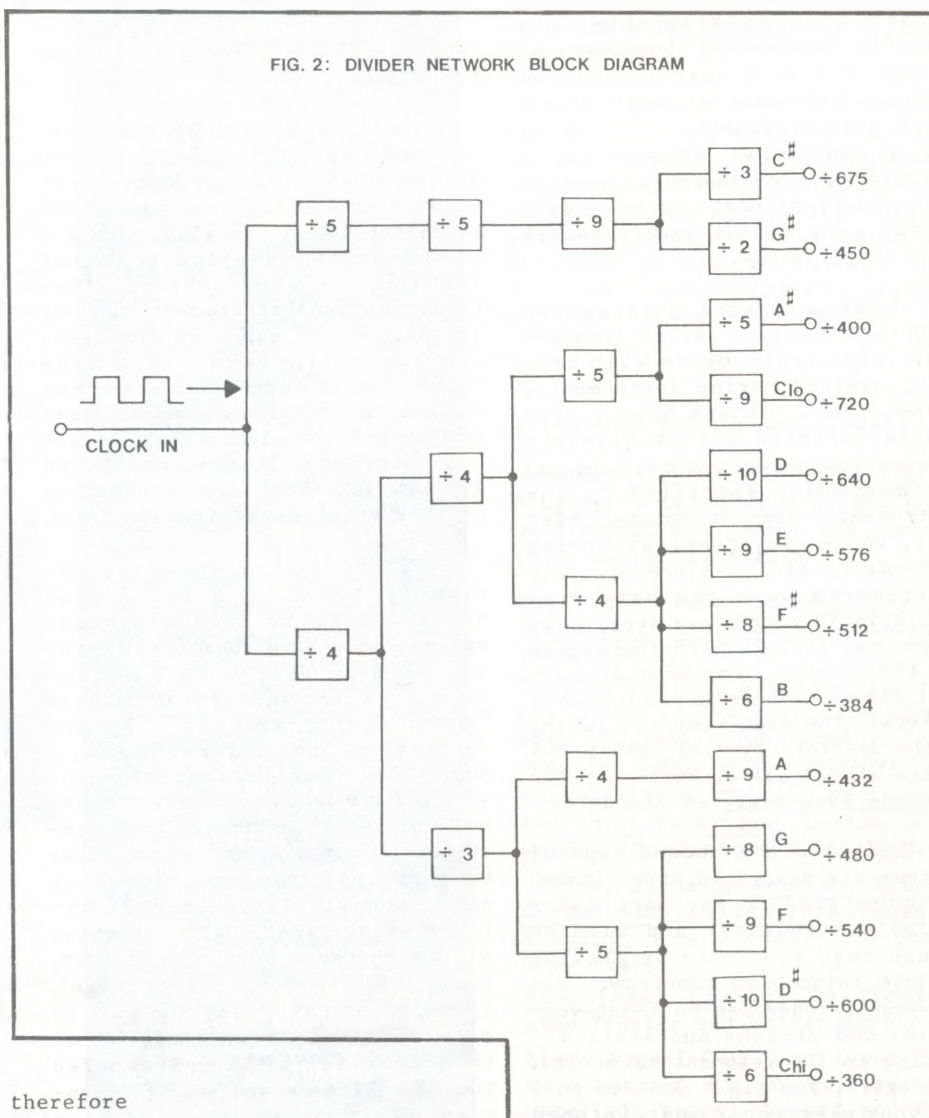 FIG. 2: DIVIDER NETWORK BLOCK DIAGRAM
÷ 5
÷ 5
÷ 9
÷ 3
C♯
÷675
÷ 2
G♯
÷450
÷ 5
÷ 5
A♯
÷400
÷ 9
Clo
÷720
CLOCK IN
÷ 4
÷ 4
÷ 10
D
÷640
÷ 9
E
÷576
÷ 4
÷ 8
F♯
÷512
÷ 6
B
÷384
÷ 3
÷ 4
÷ 9
A
÷432
÷ 8
G
÷480
÷ 5
÷ 9
F
÷540
÷ 10
D♯
÷600
÷ 6
Chi
÷360
therefore